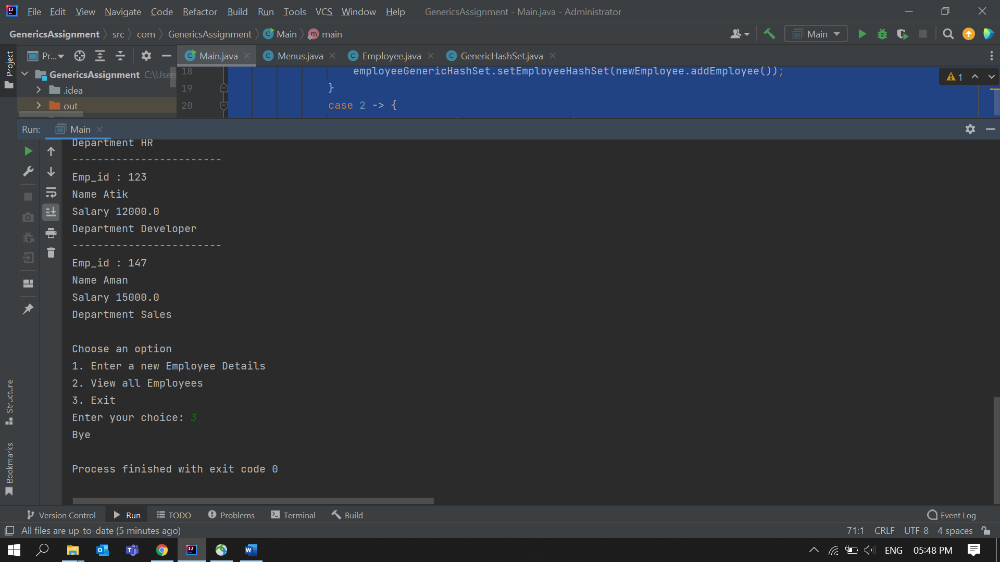 File Edit View Navigate Code Refactor Build Run Tools VCS Window Help GenericsAssignment - Main.java - Administrator
GenericsAssignment src com GenericsAssignment Main main
Main
Project
Pr...
Main.java Menus.java Employee.java GenericHashSet.java
GenericsAssignment C:\Users
.idea
out
18 employeeGenericHashSet.setEmployeeHashSet(newEmployee.addEmployee());
19 }
20 case 2 -> {
1
Run: Main
Department HR
------------------------
Emp_id : 123
Name Atik
Salary 12000.0
Department Developer
------------------------
Emp_id : 147
Name Aman
Salary 15000.0
Department Sales
Choose an option
1. Enter a new Employee Details
2. View all Employees
3. Exit
Enter your choice: 3
Bye
Process finished with exit code 0
Structure
Bookmarks
Version Control Run TODO Problems Terminal Build Event Log
All files are up-to-date (5 minutes ago) 71:1 CRLF UTF-8 4 spaces
ENG 05:48 PM